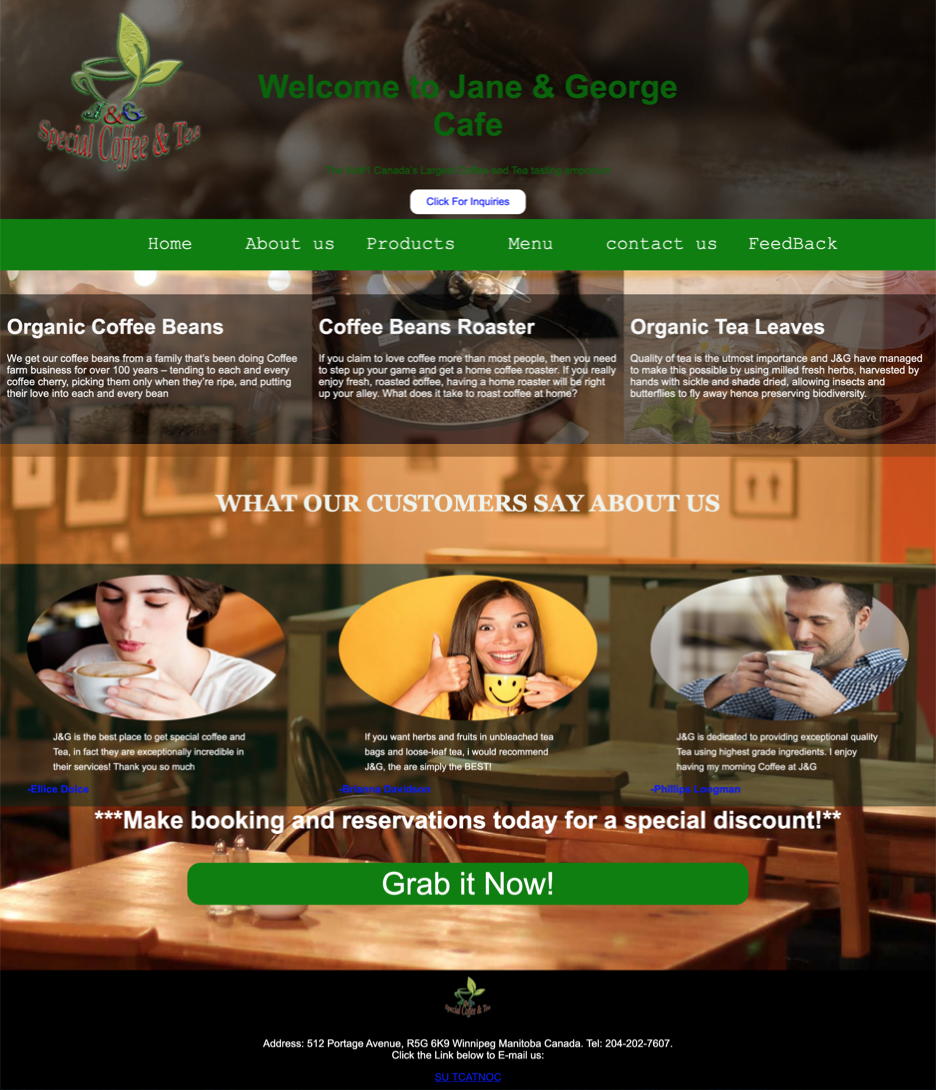 J&G
Special Coffee & Tea
Welcome to Jane & George
Cafe
Canada's Largest Coffee and Tea tasting
Click For Inquiries
Home About us Products Menu contact us FeedBack
Organic Coffee Beans
We get our coffee beans from a family that's been doing Coffee
farm business for over 100 years – tending to each and every
coffee cherry, picking them only when they're ripe, and putting
their love into each and every bean
Coffee Beans Roaster
If you claim to love coffee more than most people, then you need
to step up your game and get a home coffee roaster. If you really
enjoy fresh, roasted coffee, having a home roaster will be right
up your alley. What does it take to roast coffee at home?
Organic Tea Leaves
Quality of tea is the utmost importance and J&G have managed
to make this possible by using milled fresh herbs, harvested by
hands with sickle and shade dried, allowing insects and
butterflies to fly away hence preserving biodiversity.
WHAT OUR CUSTOMERS SAY ABOUT US
J&G is the best place to get special coffee and
Tea, in fact they are exceptionally incredible in
their services! Thank you so much
-Ellice Dolce
If you want herbs and fruits in unbleached tea
bags and loose-leaf tea, i would recommend
J&G, the are simply the BEST!
-Brianna Davidson
J&G is dedicated to providing exceptional quality
Tea using highest grade ingredients. I enjoy
having my morning Coffee at J&G
-Phillips Longman
***Make booking and reservations today for a special discount!**
Grab it Now!
Special Coffee & Tea
Address: 512 Portage Avenue, R5G 6K9 Winnipeg Manitoba Canada. Tel: 204-202-7607.
Click the Link below to E-mail us:
SU TCATNOC